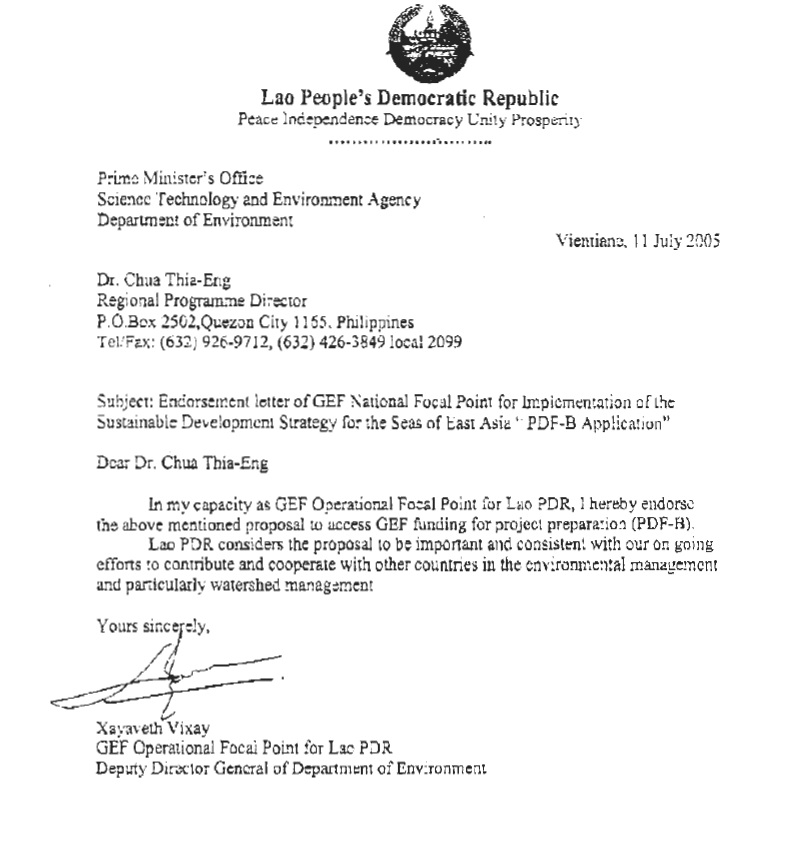 Lao People's Democratic Republic
Peace Independence Democracy Unity Prosperity
Prime Minister's Office
Science Technology and Environment Agency
Department of Environment
Vientiane, 11 July 2005
Dr. Chua Thia-Eng
Regional Programme Director
P.O.Box 2502,Quezon City 1165, Philippines
Tel/Fax: (632) 926-9712, (632) 426-3849 local 2099
Subject: Endorsement letter of GEF National Focal Point for Implementation of the
Sustainable Development Strategy for the Seas of East Asia " PDF-B Application"
Dear Dr. Chua Thia-Eng
In my capacity as GEF Operational Focal Point for Lao PDR, I hereby endorse
the above mentioned proposal to access GEF funding for project preparation (PDF-B).
Lao PDR considers the proposal to be important and consistent with our on going
efforts to contribute and cooperate with other countries in the environmental management
and particularly watershed management
Yours sincerely,
Xayaveth Vixay
GEF Operational Focal Point for Lao PDR
Deputy Director General of Department of Environment